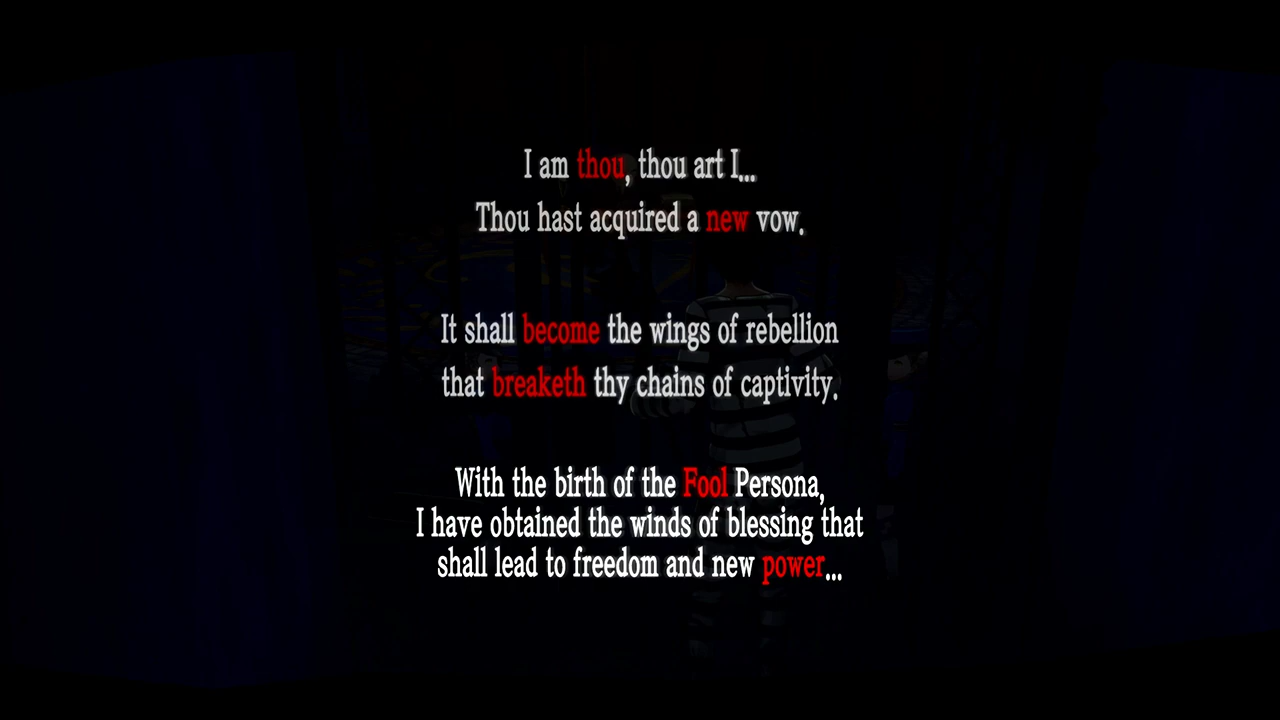 I am thou, thou art I...
Thou hast acquired a new vow.
It shall become the wings of rebellion
that breaketh thy chains of captivity.
With the birth of the Fool Persona,
I have obtained the winds of blessing that
shall lead to freedom and new power...